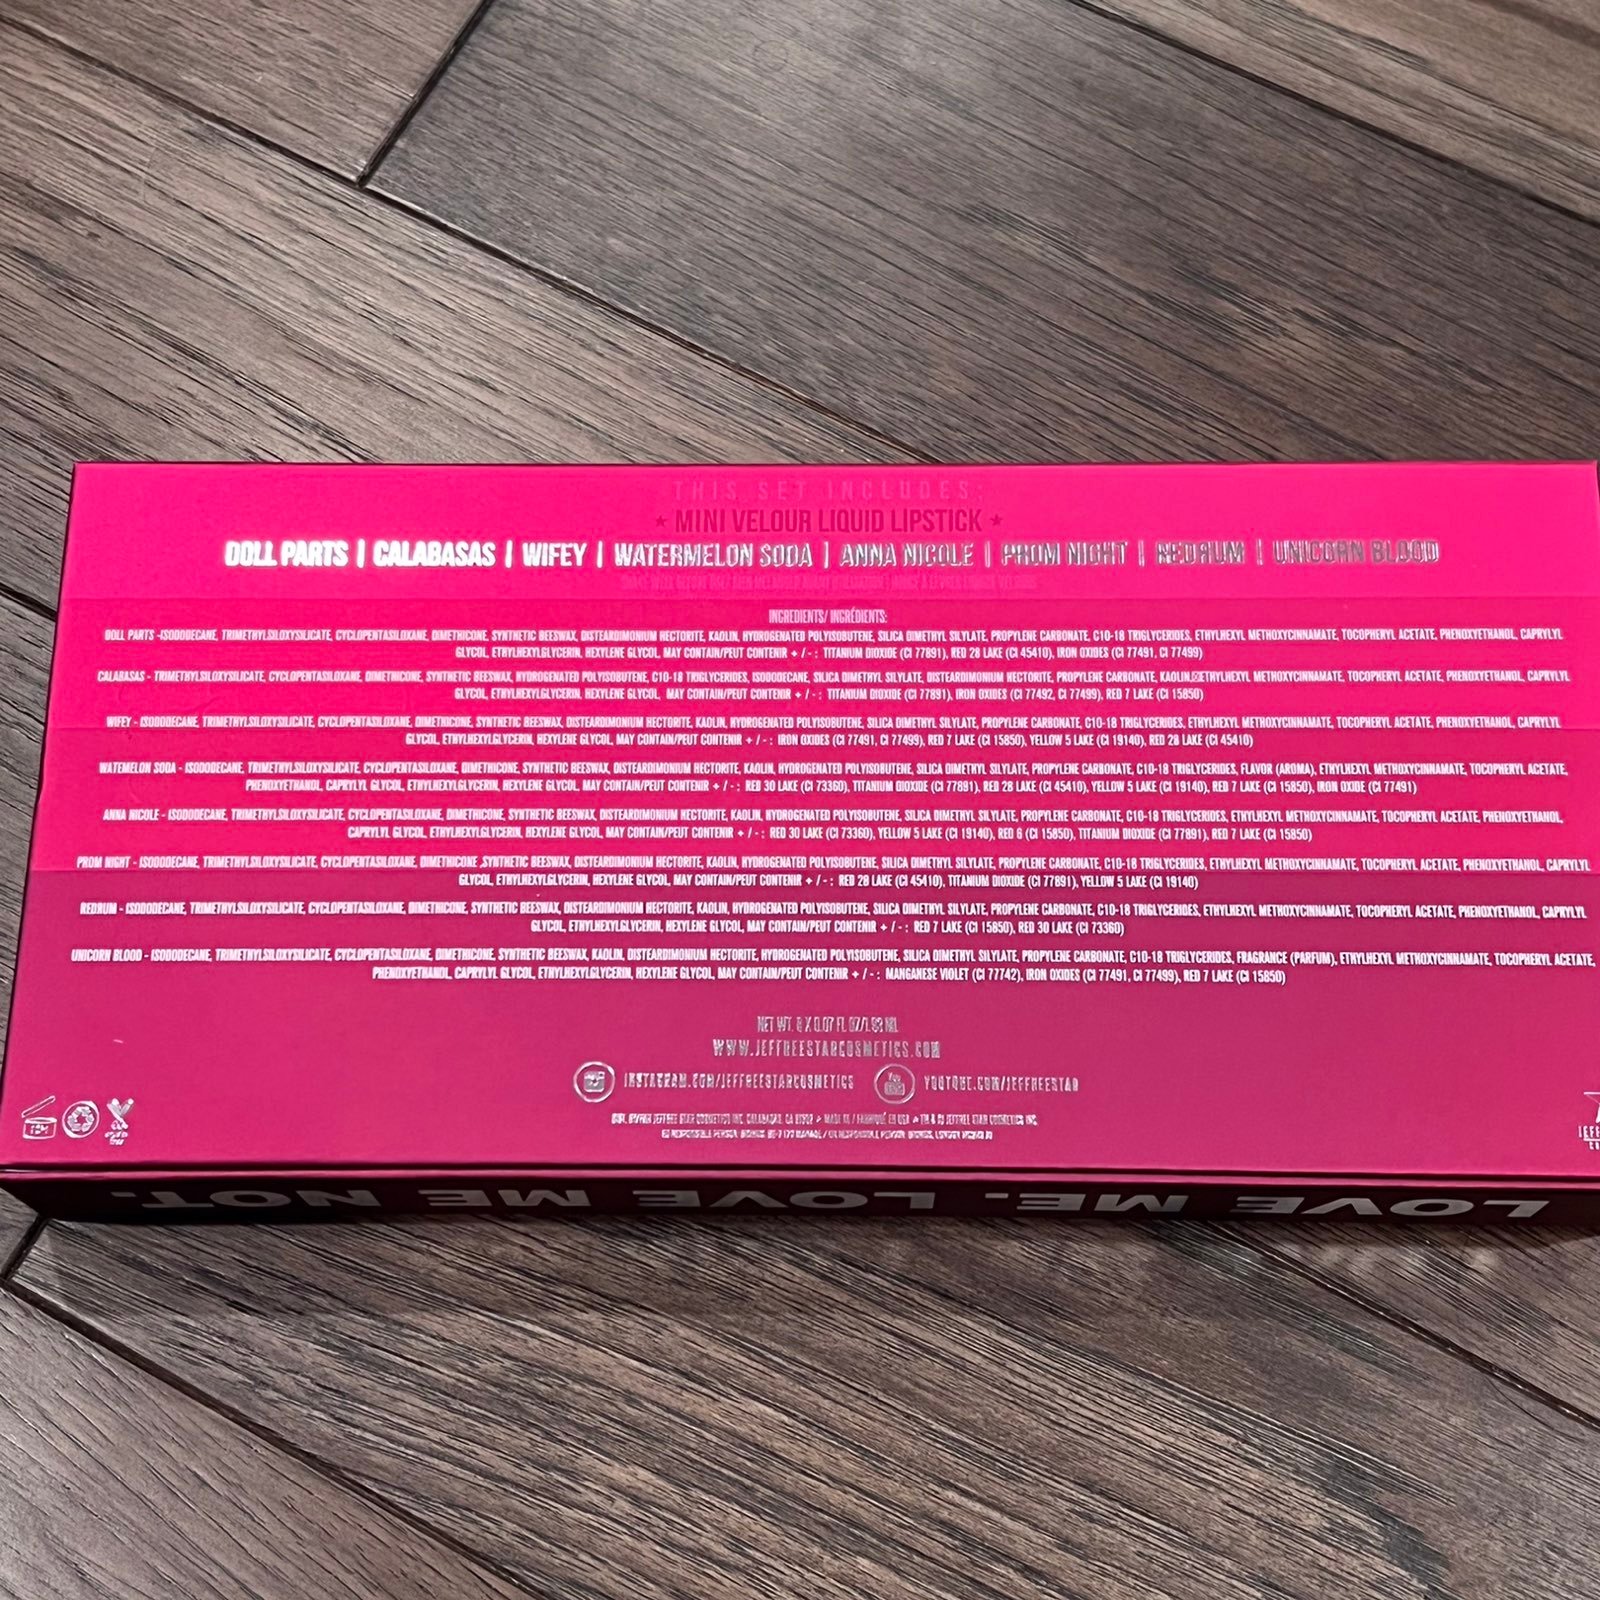 THIS SET INCLUDES:
★ MINI VELOUR LIQUID LIPSTICK ★
DOLL PARTS | CALABASAS | WIFEY | WATERMELON SODA | ANNA NICOLE | PROM NIGHT | REDRUM | UNICORN BLOOD
INGREDIENTS/ INGRÉDIENTS:
DOLL PARTS -ISODODECANE, TRIMETHYLSILOXYSILICATE, CYCLOPENTASILOXANE, DIMETHICONE, SYNTHETIC BEESWAX, DISTEARDIMONIUM HECTORITE, KAOLIN, HYDROGENATED POLYISOBUTENE, SILICA DIMETHYL SILYLATE, PROPYLENE CARBONATE, C10-18 TRIGLYCERIDES, ETHYLHEXYL METHOXYCINNAMATE, TOCOPHERYL ACETATE, PHENOXYETHANOL, CAPRYLYL
GLYCOL, ETHYLHEXYLGLYCERIN, HEXYLENE GLYCOL, MAY CONTAIN/PEUT CONTENIR + / - : TITANIUM DIOXIDE (CI 77891), RED 28 LAKE (CI 45410), IRON OXIDES (CI 77491, CI 77499)
CALABASAS - TRIMETHYLSILOXYSILICATE, CYCLOPENTASILOXANE, DIMETHICONE, SYNTHETIC BEESWAX, HYDROGENATED POLYISOBUTENE, C10-18 TRIGLYCERIDES, ISODODECANE, SILICA DIMETHYL SILYLATE, DISTEARDIMONIUM HECTORITE, PROPYLENE CARBONATE, KAOLIN, ETHYLHEXYL METHOXYCINNAMATE, TOCOPHERYL ACETATE, PHENOXYETHANOL, CAPRYLYL
GLYCOL, ETHYLHEXYLGLYCERIN, HEXYLENE GLYCOL, MAY CONTAIN/PEUT CONTENIR + / - : TITANIUM DIOXIDE (CI 77891), IRON OXIDES (CI 77492, CI 77499), RED 7 LAKE (CI 15850)
WIFEY - ISODODECANE, TRIMETHYLSILOXYSILICATE, CYCLOPENTASILOXANE, DIMETHICONE, SYNTHETIC BEESWAX, DISTEARDIMONIUM HECTORITE, KAOLIN, HYDROGENATED POLYISOBUTENE, SILICA DIMETHYL SILYLATE, PROPYLENE CARBONATE, C10-18 TRIGLYCERIDES, ETHYLHEXYL METHOXYCINNAMATE, TOCOPHERYL ACETATE, PHENOXYETHANOL, CAPRYLYL
GLYCOL, ETHYLHEXYLGLYCERIN, HEXYLENE GLYCOL, MAY CONTAIN/PEUT CONTENIR + / - : IRON OXIDES (CI 77491, CI 77499), RED 7 LAKE (CI 15850), YELLOW 5 LAKE (CI 19140), RED 28 LAKE (CI 45410)
WATEMELON SODA - ISODODECANE, TRIMETHYLSILOXYSILICATE, CYCLOPENTASILOXANE, DIMETHICONE, SYNTHETIC BEESWAX, DISTEARDIMONIUM HECTORITE, KAOLIN, HYDROGENATED POLYISOBUTENE, SILICA DIMETHYL SILYLATE, PROPYLENE CARBONATE, C10-18 TRIGLYCERIDES, FLAVOR (AROMA), ETHYLHEXYL METHOXYCINNAMATE, TOCOPHERYL ACETATE,
PHENOXYETHANOL, CAPRYLYL GLYCOL, ETHYLHEXYLGLYCERIN, HEXYLENE GLYCOL, MAY CONTAIN/PEUT CONTENIR + / - : RED 30 LAKE (CI 73360), TITANIUM DIOXIDE (CI 77891), RED 28 LAKE (CI 45410), YELLOW 5 LAKE (CI 19140), RED 7 LAKE (CI 15850), IRON OXIDE (CI 77491)
ANNA NICOLE - ISODODECANE, TRIMETHYLSILOXYSILICATE, CYCLOPENTASILOXANE, DIMETHICONE, SYNTHETIC BEESWAX, DISTEARDIMONIUM HECTORITE, KAOLIN, HYDROGENATED POLYISOBUTENE, SILICA DIMETHYL SILYLATE, PROPYLENE CARBONATE, C10-18 TRIGLYCERIDES, ETHYLHEXYL METHOXYCINNAMATE, TOCOPHERYL ACETATE, PHENOXYETHANOL,
CAPRYLYL GLYCOL, ETHYLHEXYLGLYCERIN, HEXYLENE GLYCOL, MAY CONTAIN/PEUT CONTENIR + / - : RED 30 LAKE (CI 73360), YELLOW 5 LAKE (CI 19140), RED 6 (CI 15850), TITANIUM DIOXIDE (CI 77891), RED 7 LAKE (CI 15850)
PROM NIGHT - ISODODECANE, TRIMETHYLSILOXYSILICATE, CYCLOPENTASILOXANE, DIMETHICONE ,SYNTHETIC BEESWAX, DISTEARDIMONIUM HECTORITE, KAOLIN, HYDROGENATED POLYISOBUTENE, SILICA DIMETHYL SILYLATE, PROPYLENE CARBONATE, C10-18 TRIGLYCERIDES, ETHYLHEXYL METHOXYCINNAMATE, TOCOPHERYL ACETATE, PHENOXYETHANOL, CAPRYLYL
GLYCOL, ETHYLHEXYLGLYCERIN, HEXYLENE GLYCOL, MAY CONTAIN/PEUT CONTENIR + / - : RED 28 LAKE (CI 45410), TITANIUM DIOXIDE (CI 77891), YELLOW 5 LAKE (CI 19140)
REDRUM - ISODODECANE, TRIMETHYLSILOXYSILICATE, CYCLOPENTASILOXANE, DIMETHICONE, SYNTHETIC BEESWAX, DISTEARDIMONIUM HECTORITE, KAOLIN, HYDROGENATED POLYISOBUTENE, SILICA DIMETHYL SILYLATE, PROPYLENE CARBONATE, C10-18 TRIGLYCERIDES, ETHYLHEXYL METHOXYCINNAMATE, TOCOPHERYL ACETATE, PHENOXYETHANOL, CAPRYLYL
GLYCOL, ETHYLHEXYLGLYCERIN, HEXYLENE GLYCOL, MAY CONTAIN/PEUT CONTENIR + / - : RED 7 LAKE (CI 15850), RED 30 LAKE (CI 73360)
UNICORN BLOOD - ISODODECANE, TRIMETHYLSILOXYSILICATE, CYCLOPENTASILOXANE, DIMETHICONE, SYNTHETIC BEESWAX, KAOLIN, DISTEARDIMONIUM HECTORITE, HYDROGENATED POLYISOBUTENE, SILICA DIMETHYL SILYLATE, PROPYLENE CARBONATE, C10-18 TRIGLYCERIDES, FRAGRANCE (PARFUM), ETHYLHEXYL METHOXYCINNAMATE, TOCOPHERYL ACETATE,
PHENOXYETHANOL, CAPRYLYL GLYCOL, ETHYLHEXYLGLYCERIN, HEXYLENE GLYCOL, MAY CONTAIN/PEUT CONTENIR + / - : MANGANESE VIOLET (CI 77742), IRON OXIDES (CI 77491, CI 77499), RED 7 LAKE (CI 15850)
NET WT. 8 X 0.07 FL OZ/1.92 ML
WWW.JEFFREESTARCOSMETICS.COM
INSTAGRAM.COM/JEFFREESTARCOSMETICS YOUTUBE.COM/JEFFREESTAR
LOVE ME. LOVE ME NOT.